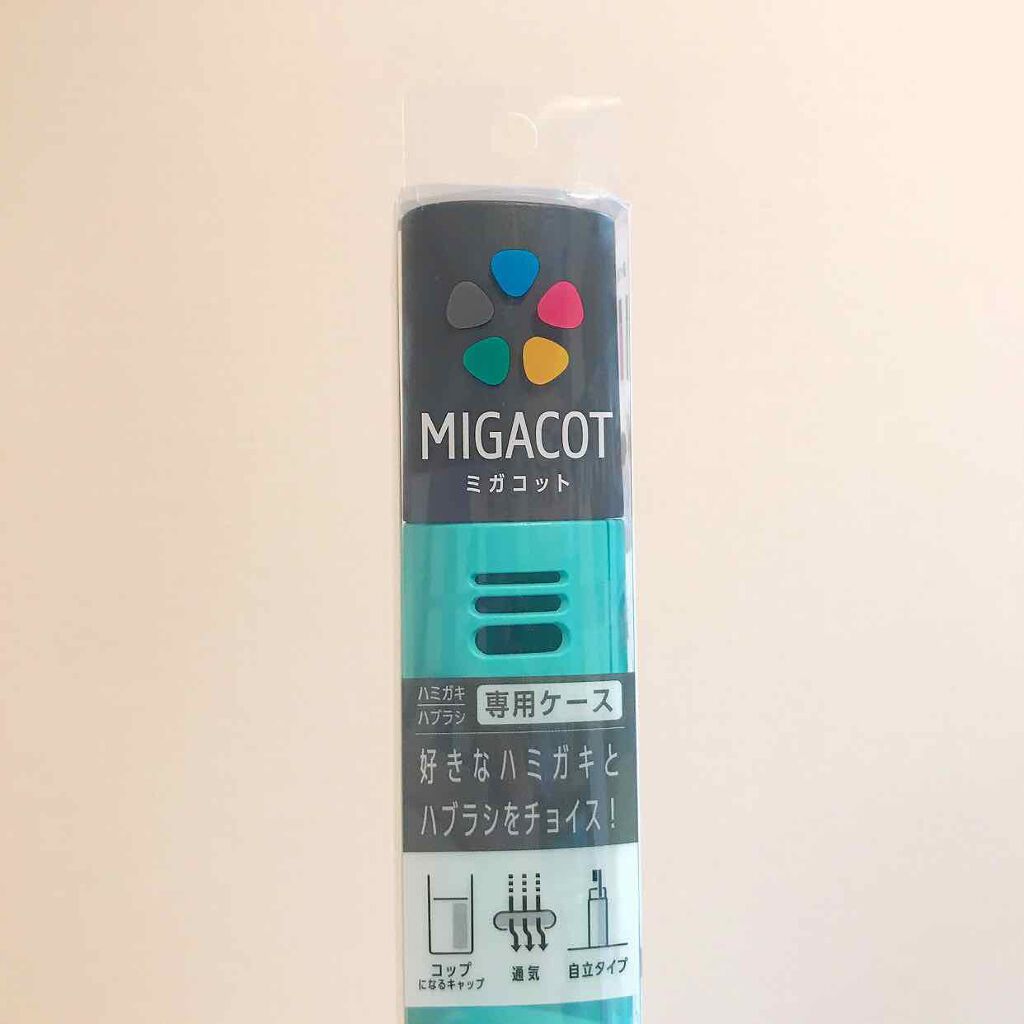 MIGACOT
ミガコット
ハミガキ
ハブラシ
専用ケース
好きなハミガキと
ハブラシをチョイス!
コップ
になるキャップ
通気
自立タイプ